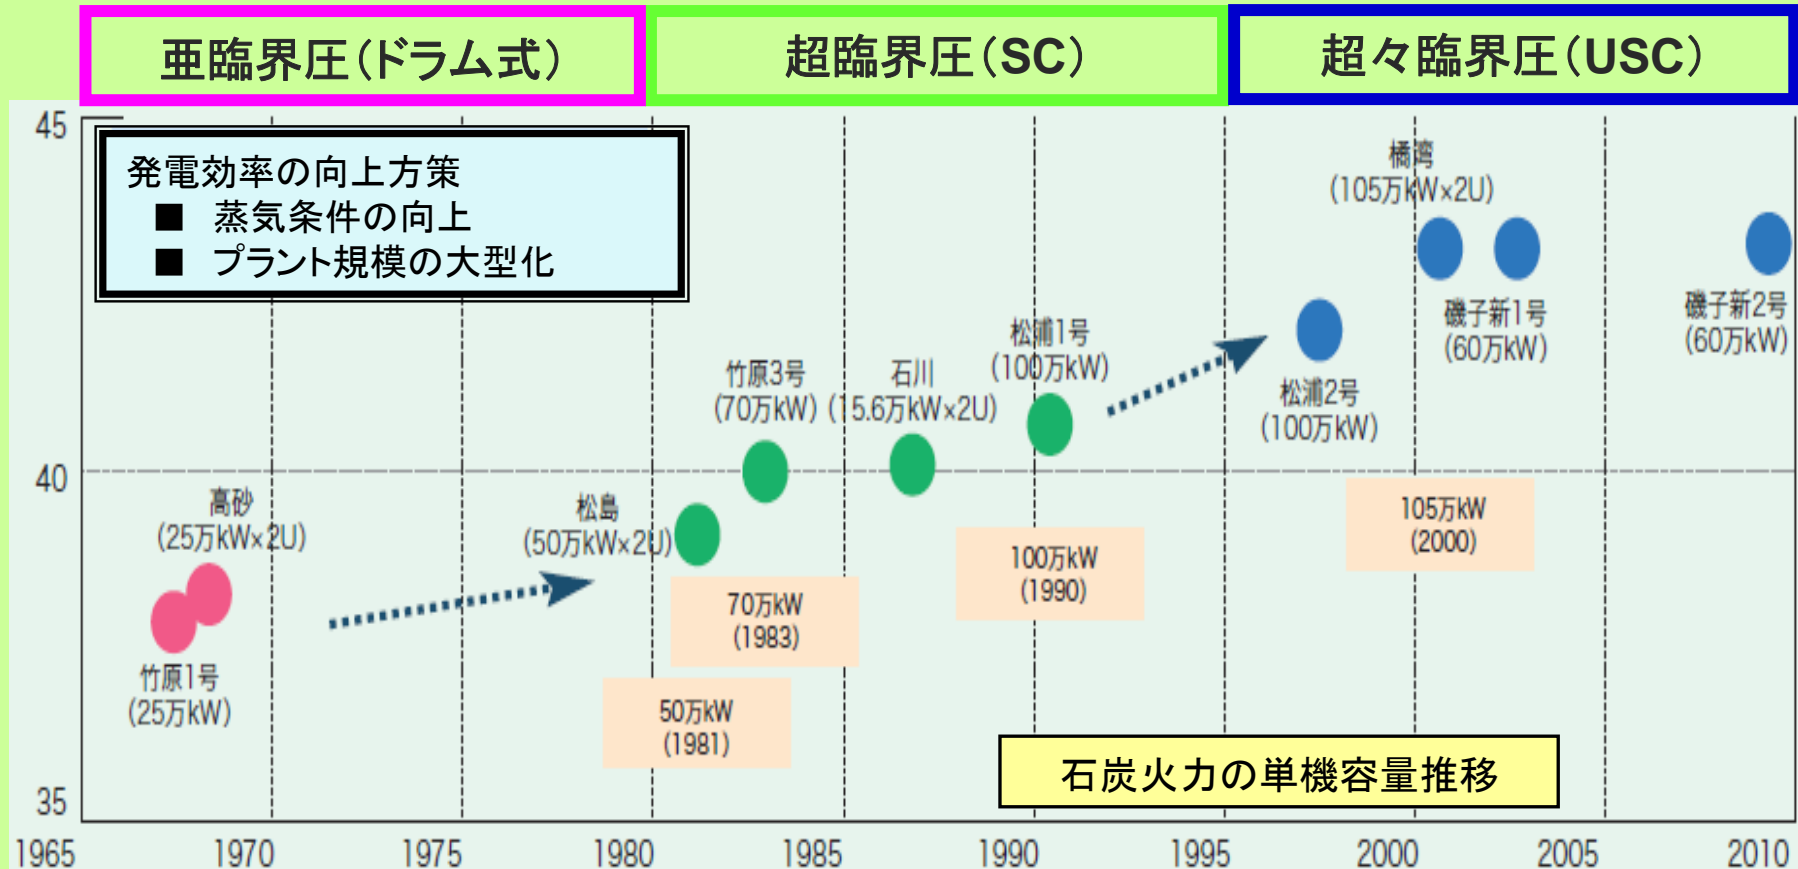 亜臨界圧(ドラム式)
超臨界圧(SC)
超々臨界圧(USC)
45
発電効率の向上方策
■ 蒸気条件の向上
■ プラント規模の大型化
橘湾
(105万kW×2U)
磯子新1号
(60万kW)
磯子新2号
(60万kW)
松浦1号
(100万kW)
竹原3号
(70万kW)
石川
(15.6万kW×2U)
松浦2号
(100万kW)
40
高砂
(25万kW×2U)
松島
(50万kW×2U)
105万kW
(2000)
100万kW
(1990)
70万kW
(1983)
竹原1号
(25万kW)
50万kW
(1981)
石炭火力の単機容量推移
35
1965 1970 1975 1980 1985 1990 1995 2000 2005 2010